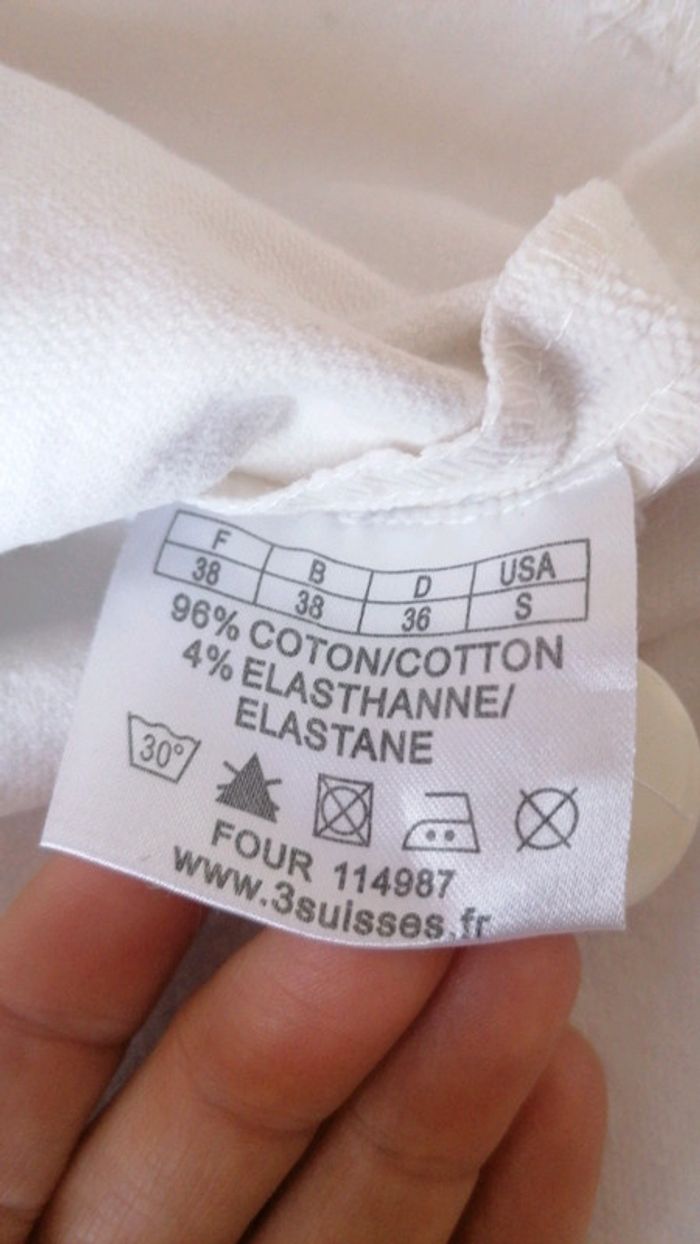 F B D USA
38 38 36 S
96% COTON/COTTON
4% ELASTHANNE/
ELASTANE
30°
FOUR 114987
www.3suisses.fr